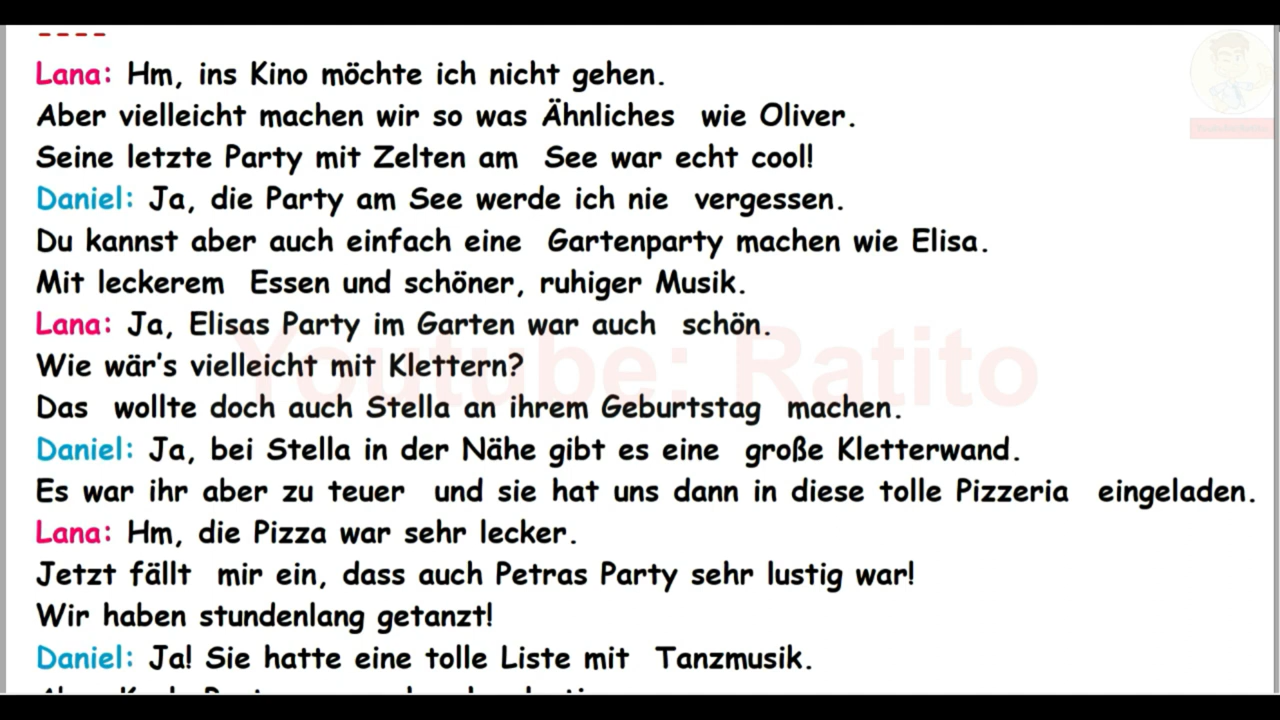 ----
Lana: Hm, ins Kino möchte ich nicht gehen.
Aber vielleicht machen wir so was Ähnliches wie Oliver.
Seine letzte Party mit Zelten am See war echt cool!
Daniel: Ja, die Party am See werde ich nie vergessen.
Du kannst aber auch einfach eine Gartenparty machen wie Elisa.
Mit leckerem Essen und schöner, ruhiger Musik.
Lana: Ja, Elisas Party im Garten war auch schön.
Youtube: Ratito
Wie wär's vielleicht mit Klettern?
Das wollte doch auch Stella an ihrem Geburtstag machen.
Daniel: Ja, bei Stella in der Nähe gibt es eine große Kletterwand.
Es war ihr aber zu teuer und sie hat uns dann in diese tolle Pizzeria eingeladen.
Lana: Hm, die Pizza war sehr lecker.
Jetzt fällt mir ein, dass auch Petras Party sehr lustig war!
Wir haben stundenlang getanzt!
Daniel: Ja! Sie hatte eine tolle Liste mit Tanzmusik.